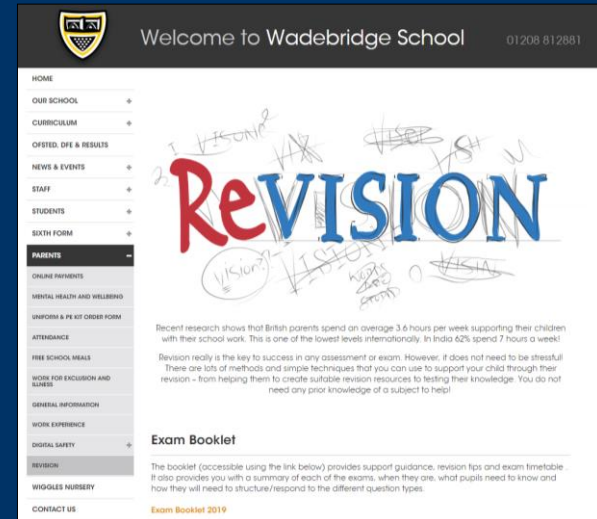 Welcome to Wadebridge School
01208 812881
HOME
OUR SCHOOL +
CURRICULUM +
OFSTED, DFE & RESULTS
NEWS & EVENTS +
STAFF +
STUDENTS +
SIXTH FORM +
PARENTS –
ONLINE PAYMENTS
MENTAL HEALTH AND WELLBEING
UNIFORM & PE KIT ORDER FORM
ATTENDANCE
FREE SCHOOL MEALS
WORK FOR EXCLUSION AND
ILLNESS
GENERAL INFORMATION
WORK EXPERIENCE
DIGITAL SAFETY +
REVISION
WIGGLES NURSERY
CONTACT US
ReVISION
Recent research shows that British parents spend an average 3.6 hours per week supporting their children
with their school work. This is one of the lowest levels internationally. In India 62% spend 7 hours a week!
Revision really is the key to success in any assessment or exam. However, it does not need to be stressful!
There are lots of methods and simple techniques that you can use to support your child through their
revision – from helping them to create suitable revision resources to testing their knowledge. You do not
need any prior knowledge of a subject to help!
Exam Booklet
The booklet (accessible using the link below) provides support guidance, revision tips and exam timetable .
It also provides you with a summary of each of the exams, when they are, what pupils need to know and
how they will need to structure/respond to the different question types.
Exam Booklet 2019